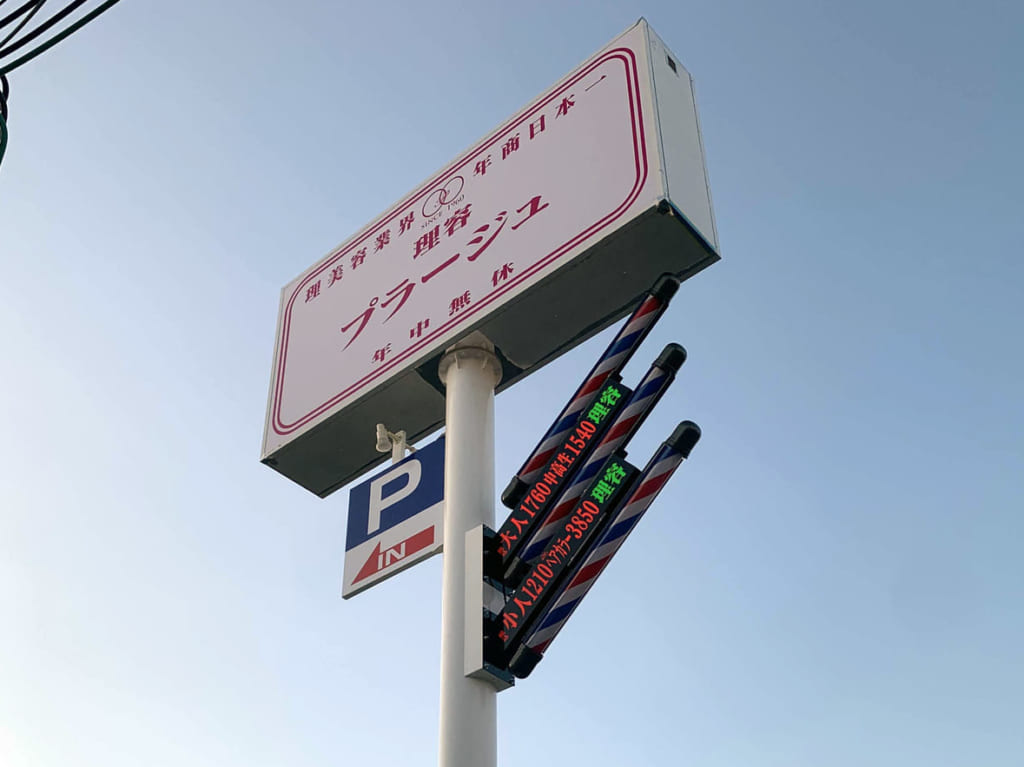 理美容業界 年商日本一
SINCE 1960
理容
プラージュ
年中無休
P
IN
大人1760中高生1540理容
小人1210ヘアカラー3850理容